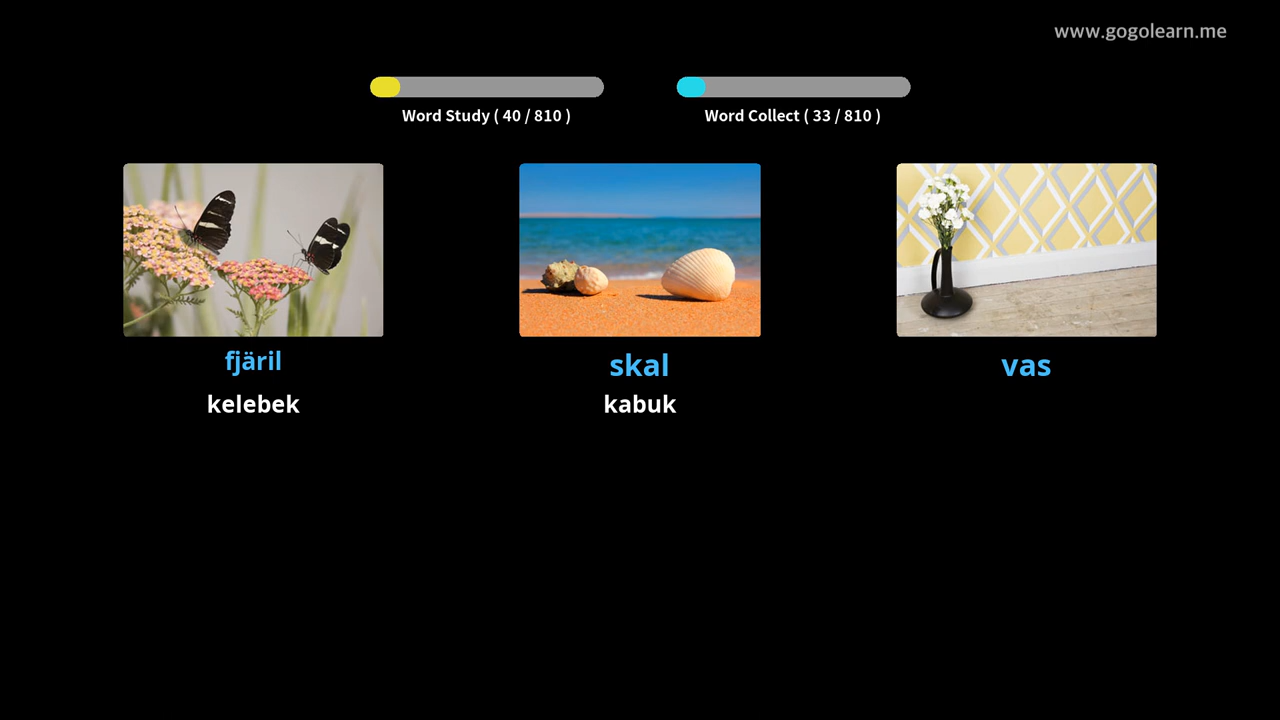 www.gogolearn.me
Word Study ( 40 / 810 )
Word Collect ( 33 / 810 )
fjäril
skal
vas
kelebek
kabuk